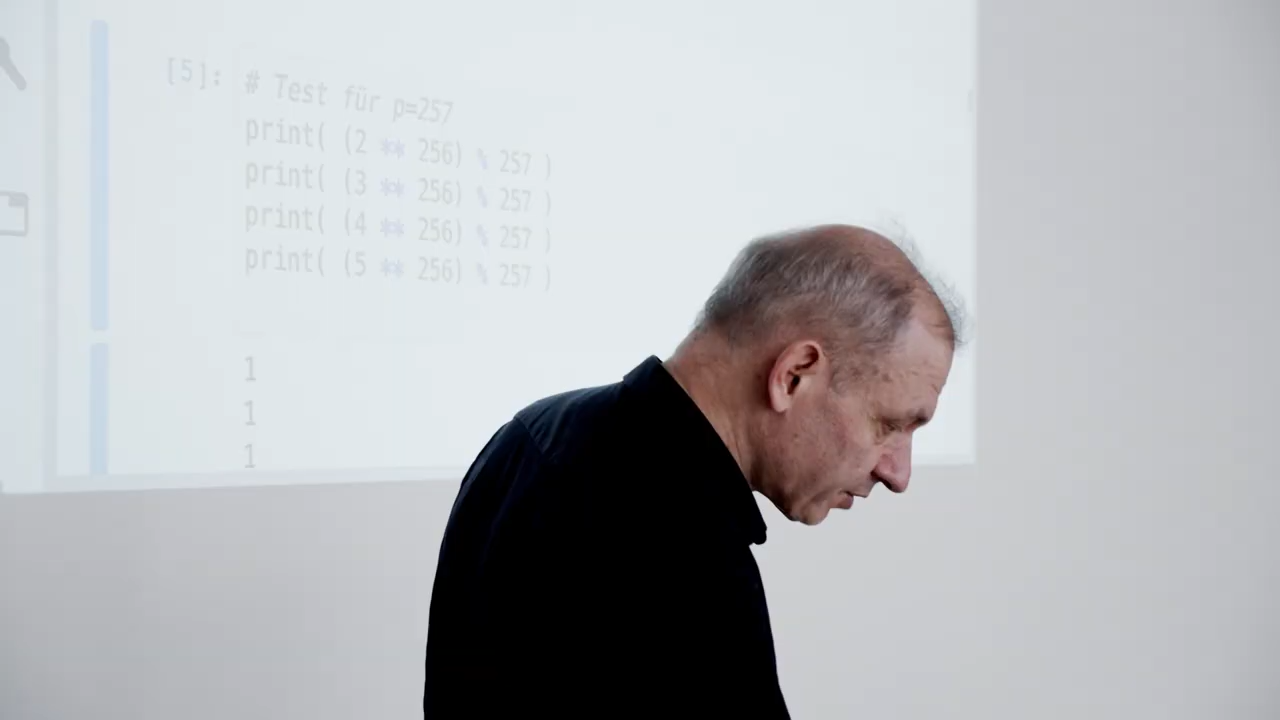 [5]: # Test für p=257
print( (2 ** 256) % 257 )
print( (3 ** 256) % 257 )
print( (4 ** 256) % 257 )
print( (5 ** 256) % 257 )
1
1
1